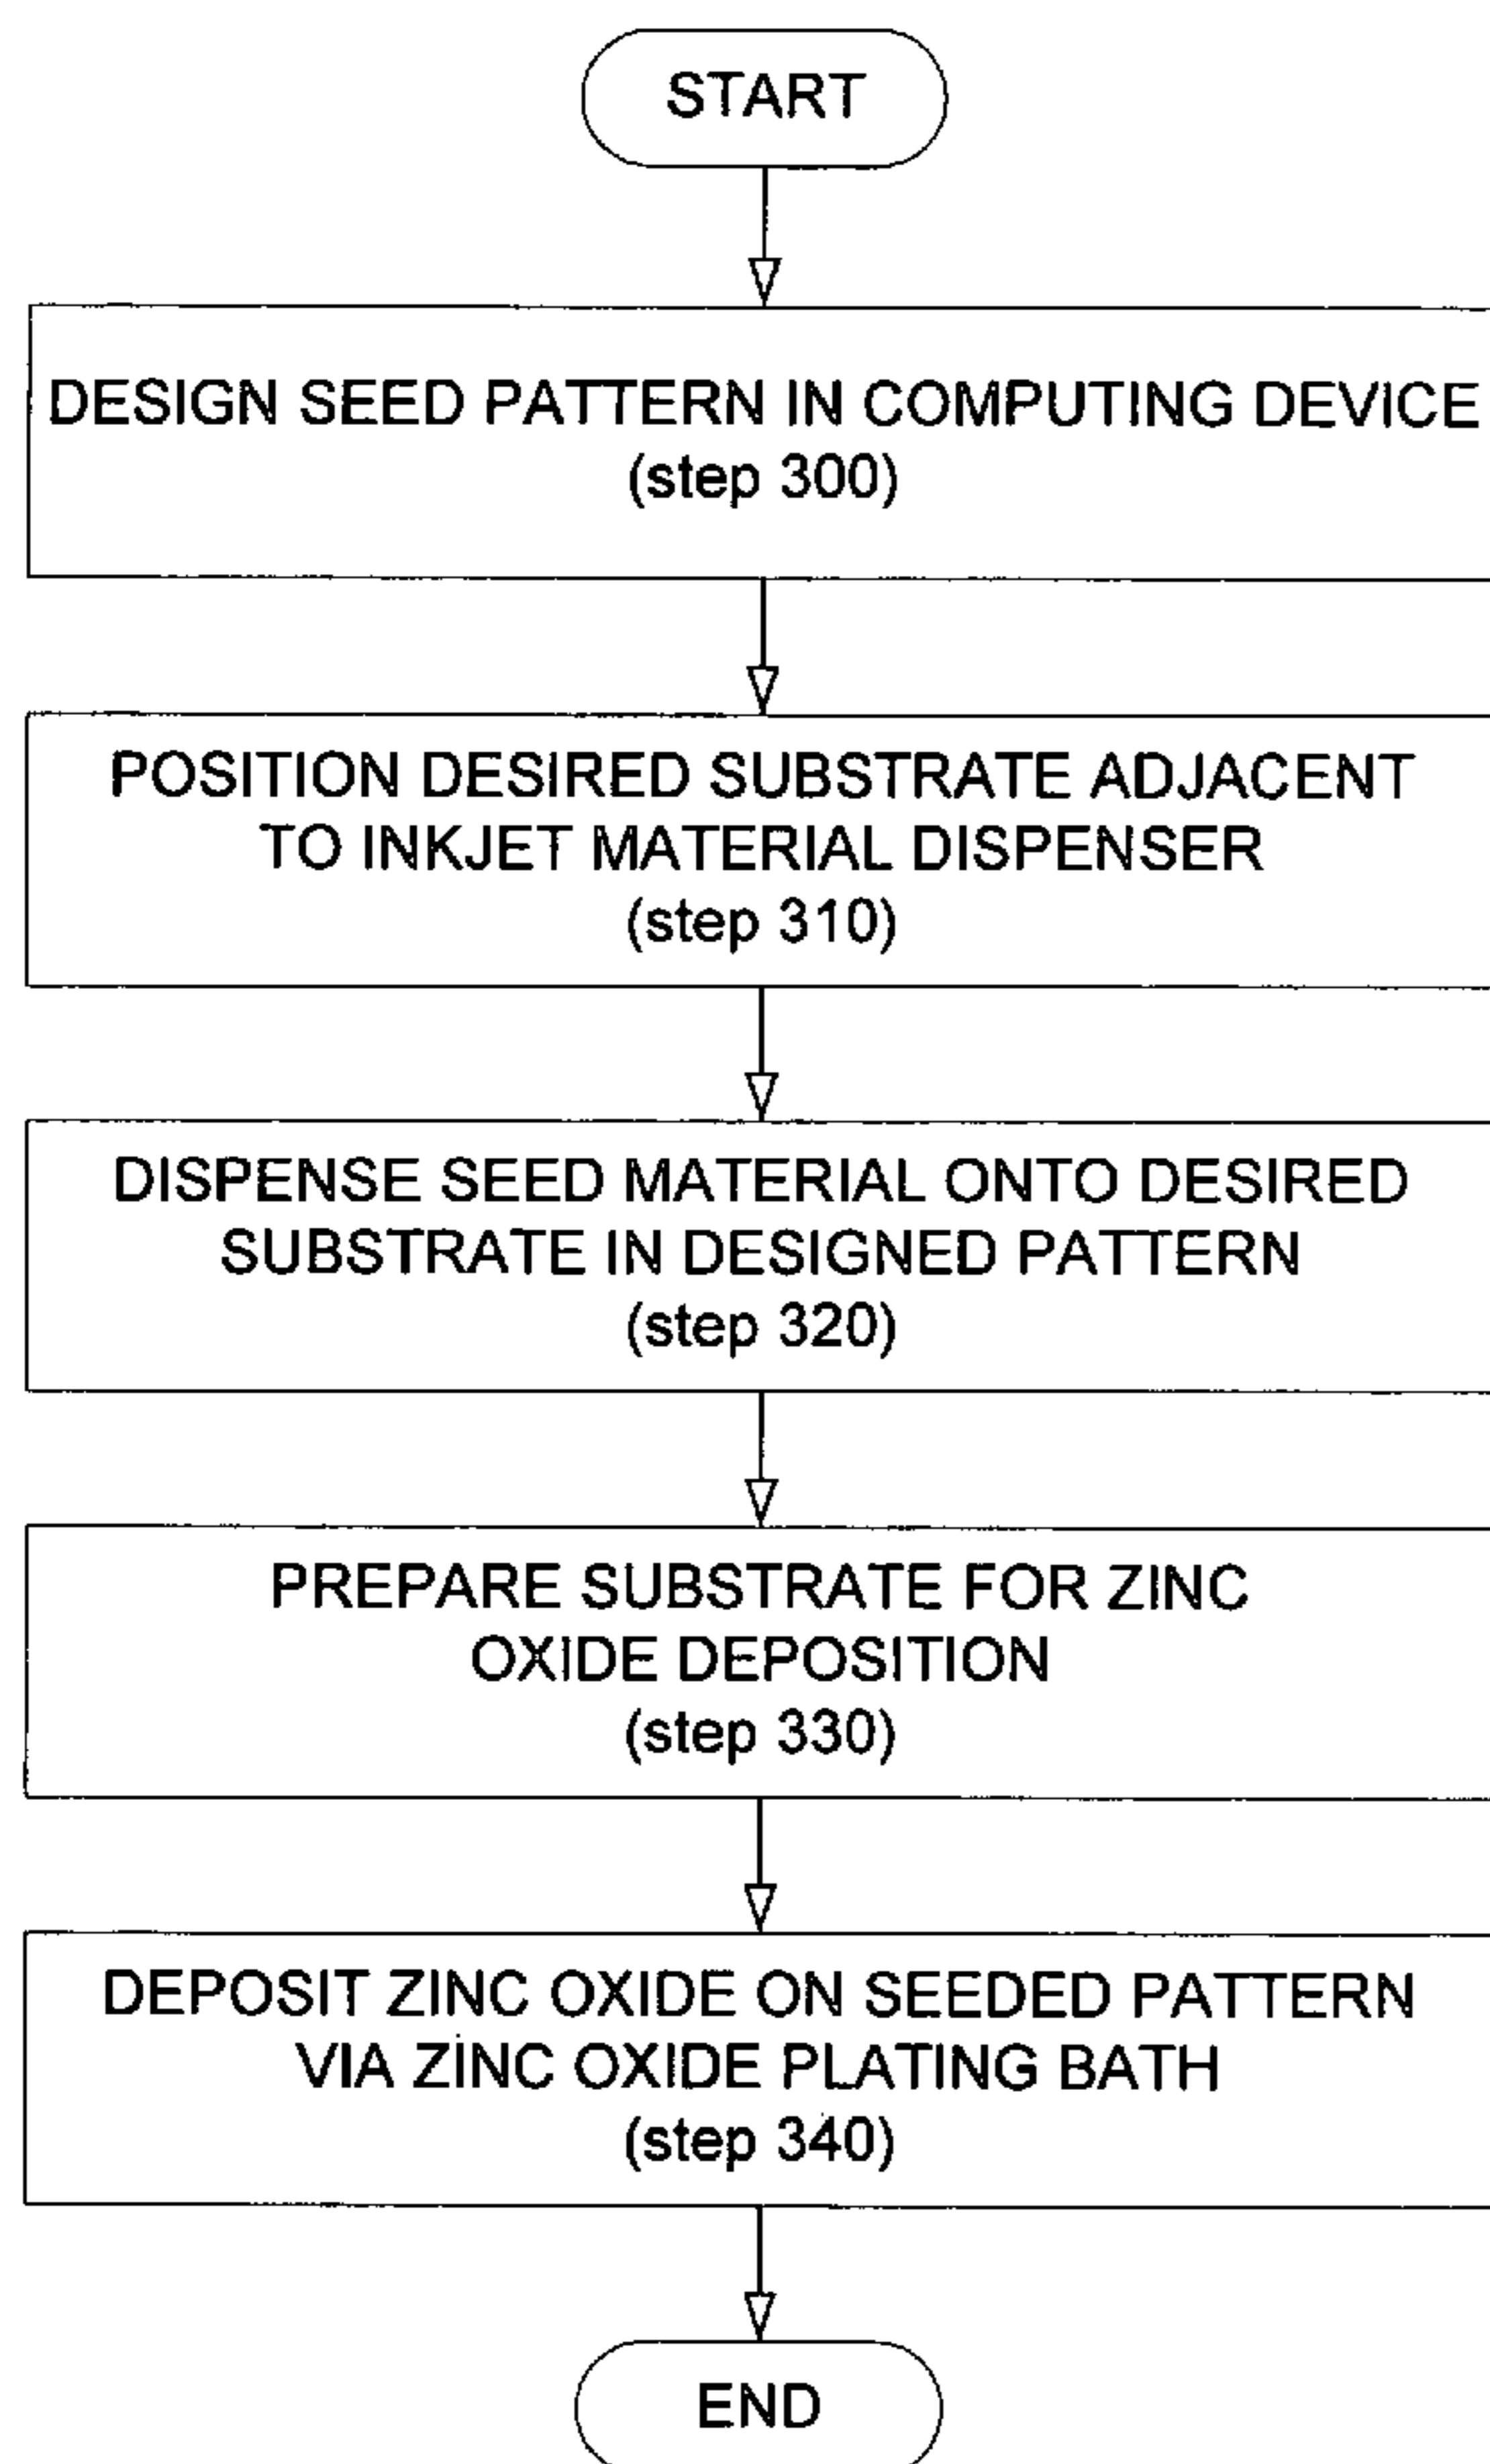 START
DESIGN SEED PATTERN IN COMPUTING DEVICE
(step 300)
POSITION DESIRED SUBSTRATE ADJACENT
TO INKJET MATERIAL DISPENSER
(step 310)
DISPENSE SEED MATERIAL ONTO DESIRED
SUBSTRATE IN DESIGNED PATTERN
(step 320)
PREPARE SUBSTRATE FOR ZINC
OXIDE DEPOSITION
(step 330)
DEPOSIT ZINC OXIDE ON SEEDED PATTERN
VIA ZINC OXIDE PLATING BATH
(step 340)
END